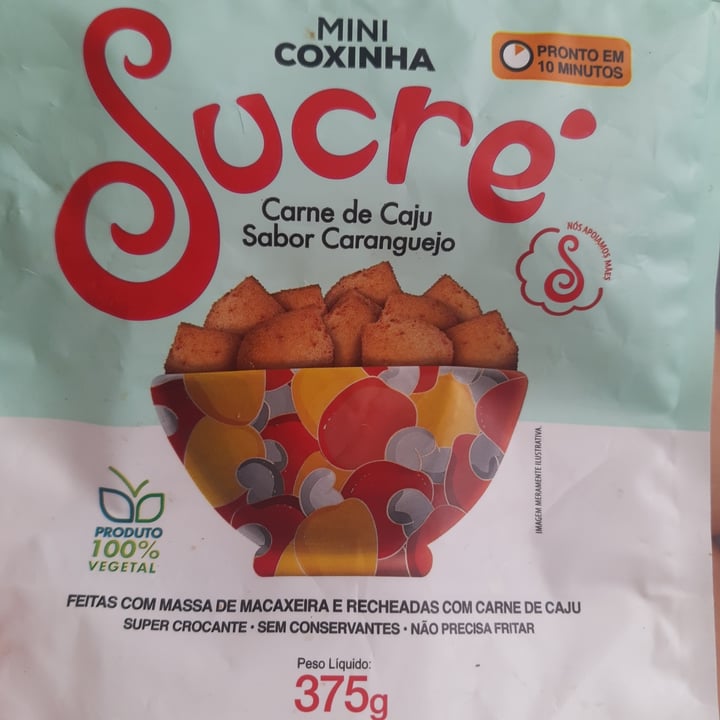 MINI
COXINHA
PRONTO EM
10 MINUTOS
Sucré
Carne de Caju
Sabor Caranguejo
NÓS APOIAMOS MÃES
S
IMAGEM MERAMENTE ILUSTRATIVA.
PRODUTO
100%
VEGETAL
FEITAS COM MASSA DE MACAXEIRA E RECHEADAS COM CARNE DE CAJU
SUPER CROCANTE • SEM CONSERVANTES • NÃO PRECISA FRITAR
Peso Líquido:
375g